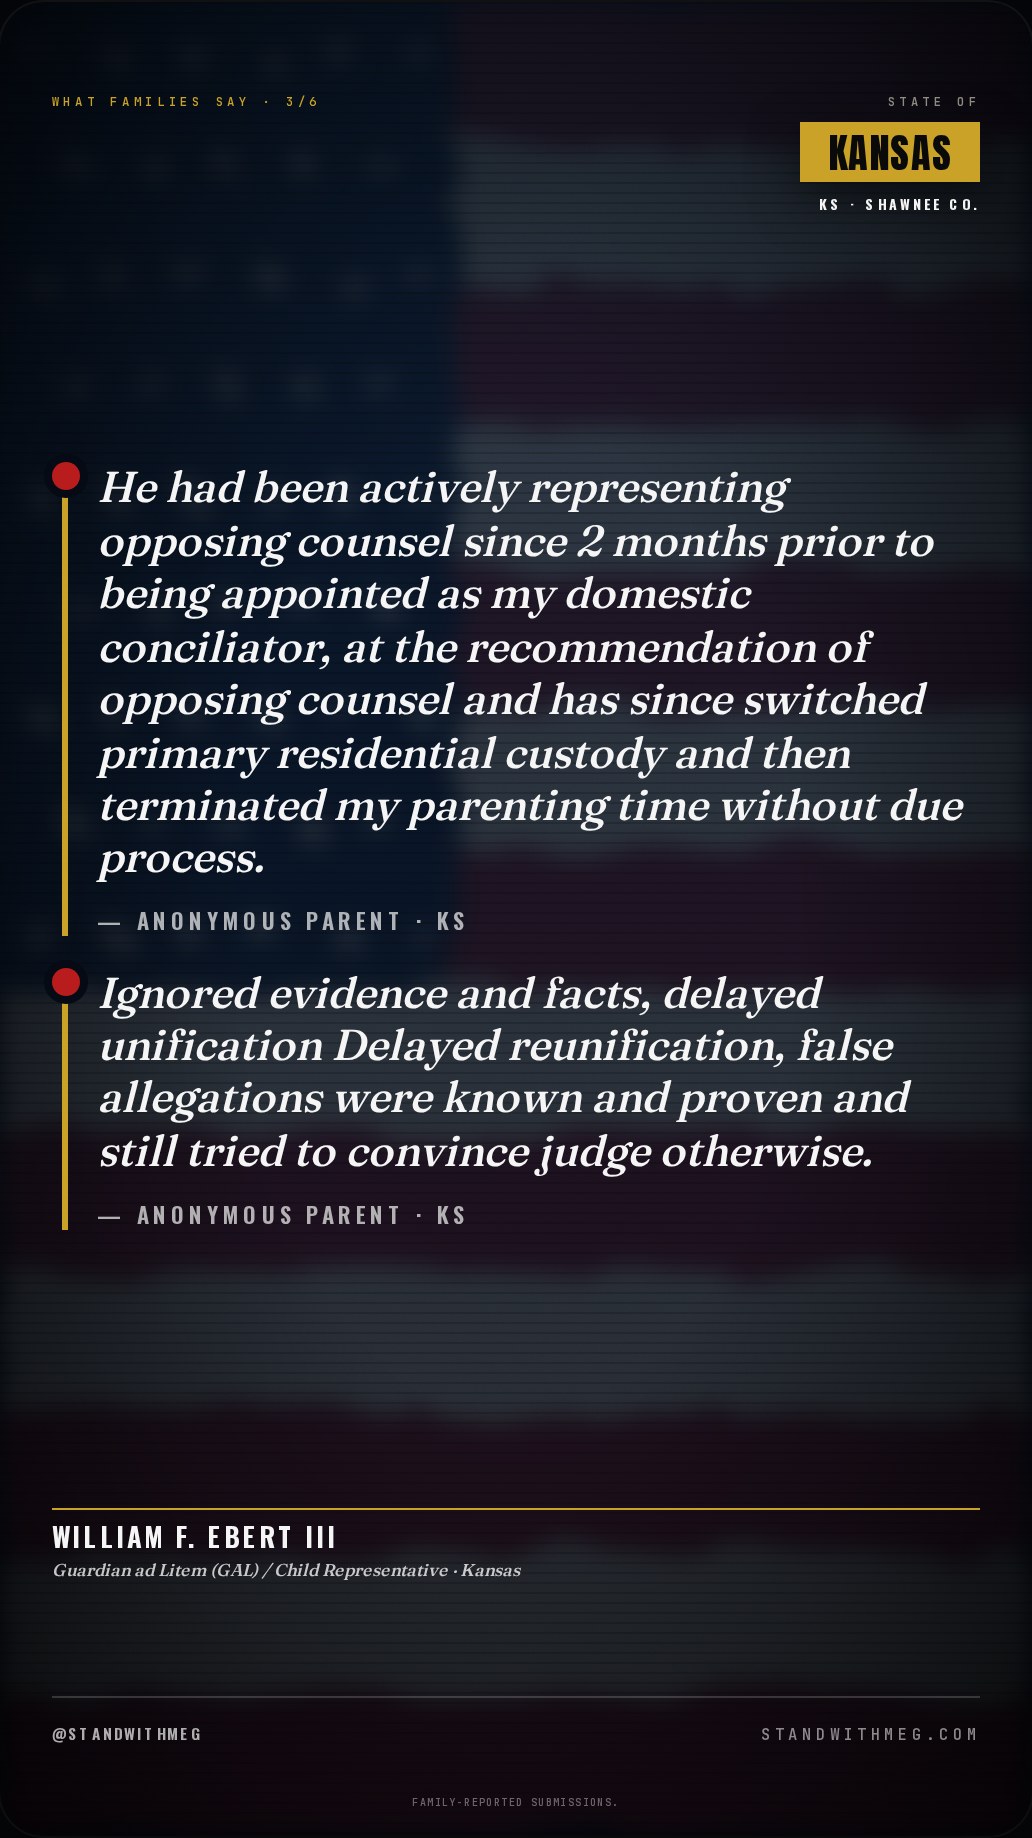 WHAT FAMILIES SAY · 3/6
STATE OF
KANSAS
KS · SHAWNEE CO.
He had been actively representing
opposing counsel since 2 months prior to
being appointed as my domestic
conciliator, at the recommendation of
opposing counsel and has since switched
primary residential custody and then
terminated my parenting time without due
process.
— ANONYMOUS PARENT · KS
Ignored evidence and facts, delayed
unification Delayed reunification, false
allegations were known and proven and
still tried to convince judge otherwise.
— ANONYMOUS PARENT · KS
WILLIAM F. EBERT III
Guardian ad Litem (GAL) / Child Representative · Kansas
@STANDWITHMEG
STANDWITHMEG.COM
FAMILY-REPORTED SUBMISSIONS.